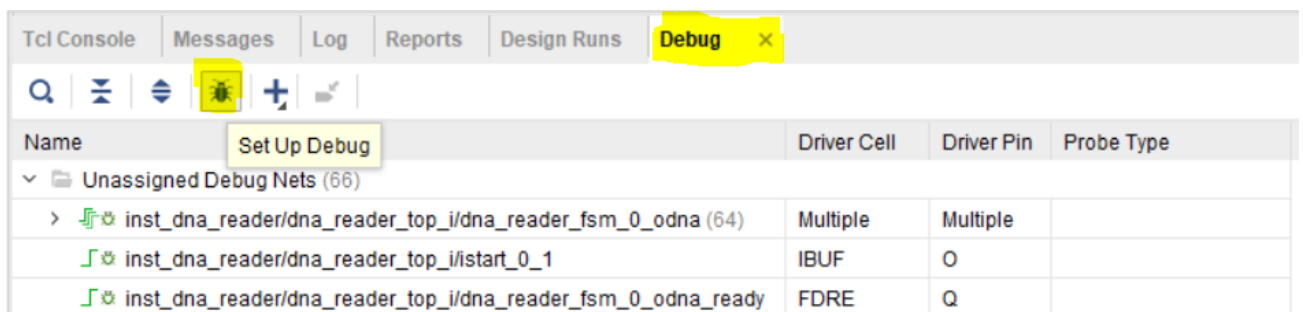 Tcl Console Messages Log Reports Design Runs Debug ×
Set Up Debug
Name Driver Cell Driver Pin Probe Type
Unassigned Debug Nets (66)
inst_dna_reader/dna_reader_top_i/dna_reader_fsm_0_odna (64) Multiple Multiple
inst_dna_reader/dna_reader_top_i/istart_0_1 IBUF O
inst_dna_reader/dna_reader_top_i/dna_reader_fsm_0_odna_ready FDRE Q